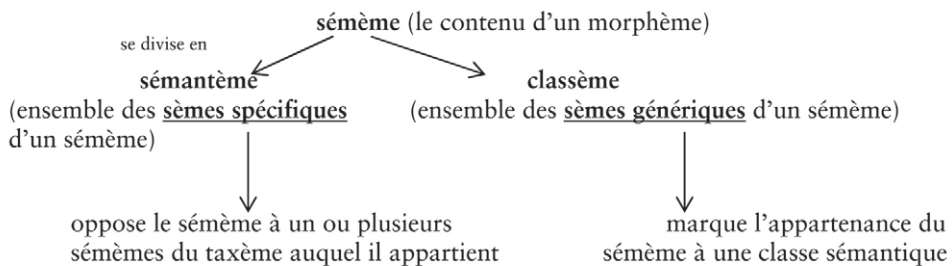 sémème (le contenu d’un morphème)
se divise en
sémantème
(ensemble des sèmes spécifiques
d’un sémème)
classème
(ensemble des sèmes génériques d’un sémème)
oppose le sémème à un ou plusieurs
sémèmes du taxème auquel il appartient
marque l’appartenance du
sémème à une classe sémantique